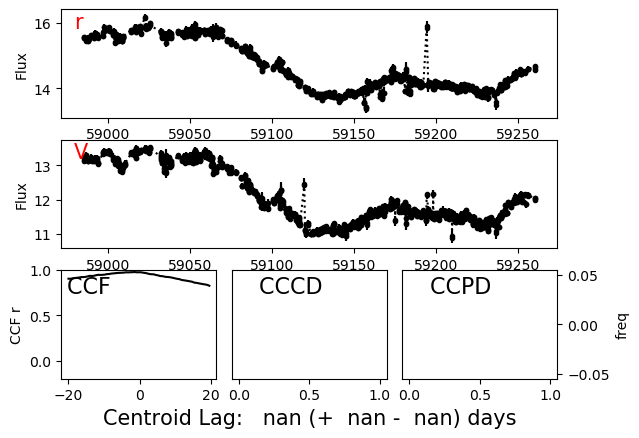 r
16
14
Flux
59000 59050 59100 59150 59200 59250
V
13
12
11
Flux
59000 59050 59100 59150 59200 59250
CCF
1.0
0.5
0.0
CCF r
−20 0 20
CCCD
0.0 0.5 1.0
CCPD
0.05
0.00
−0.05
freq
0.0 0.5 1.0
Centroid Lag: nan (+ nan - nan) days